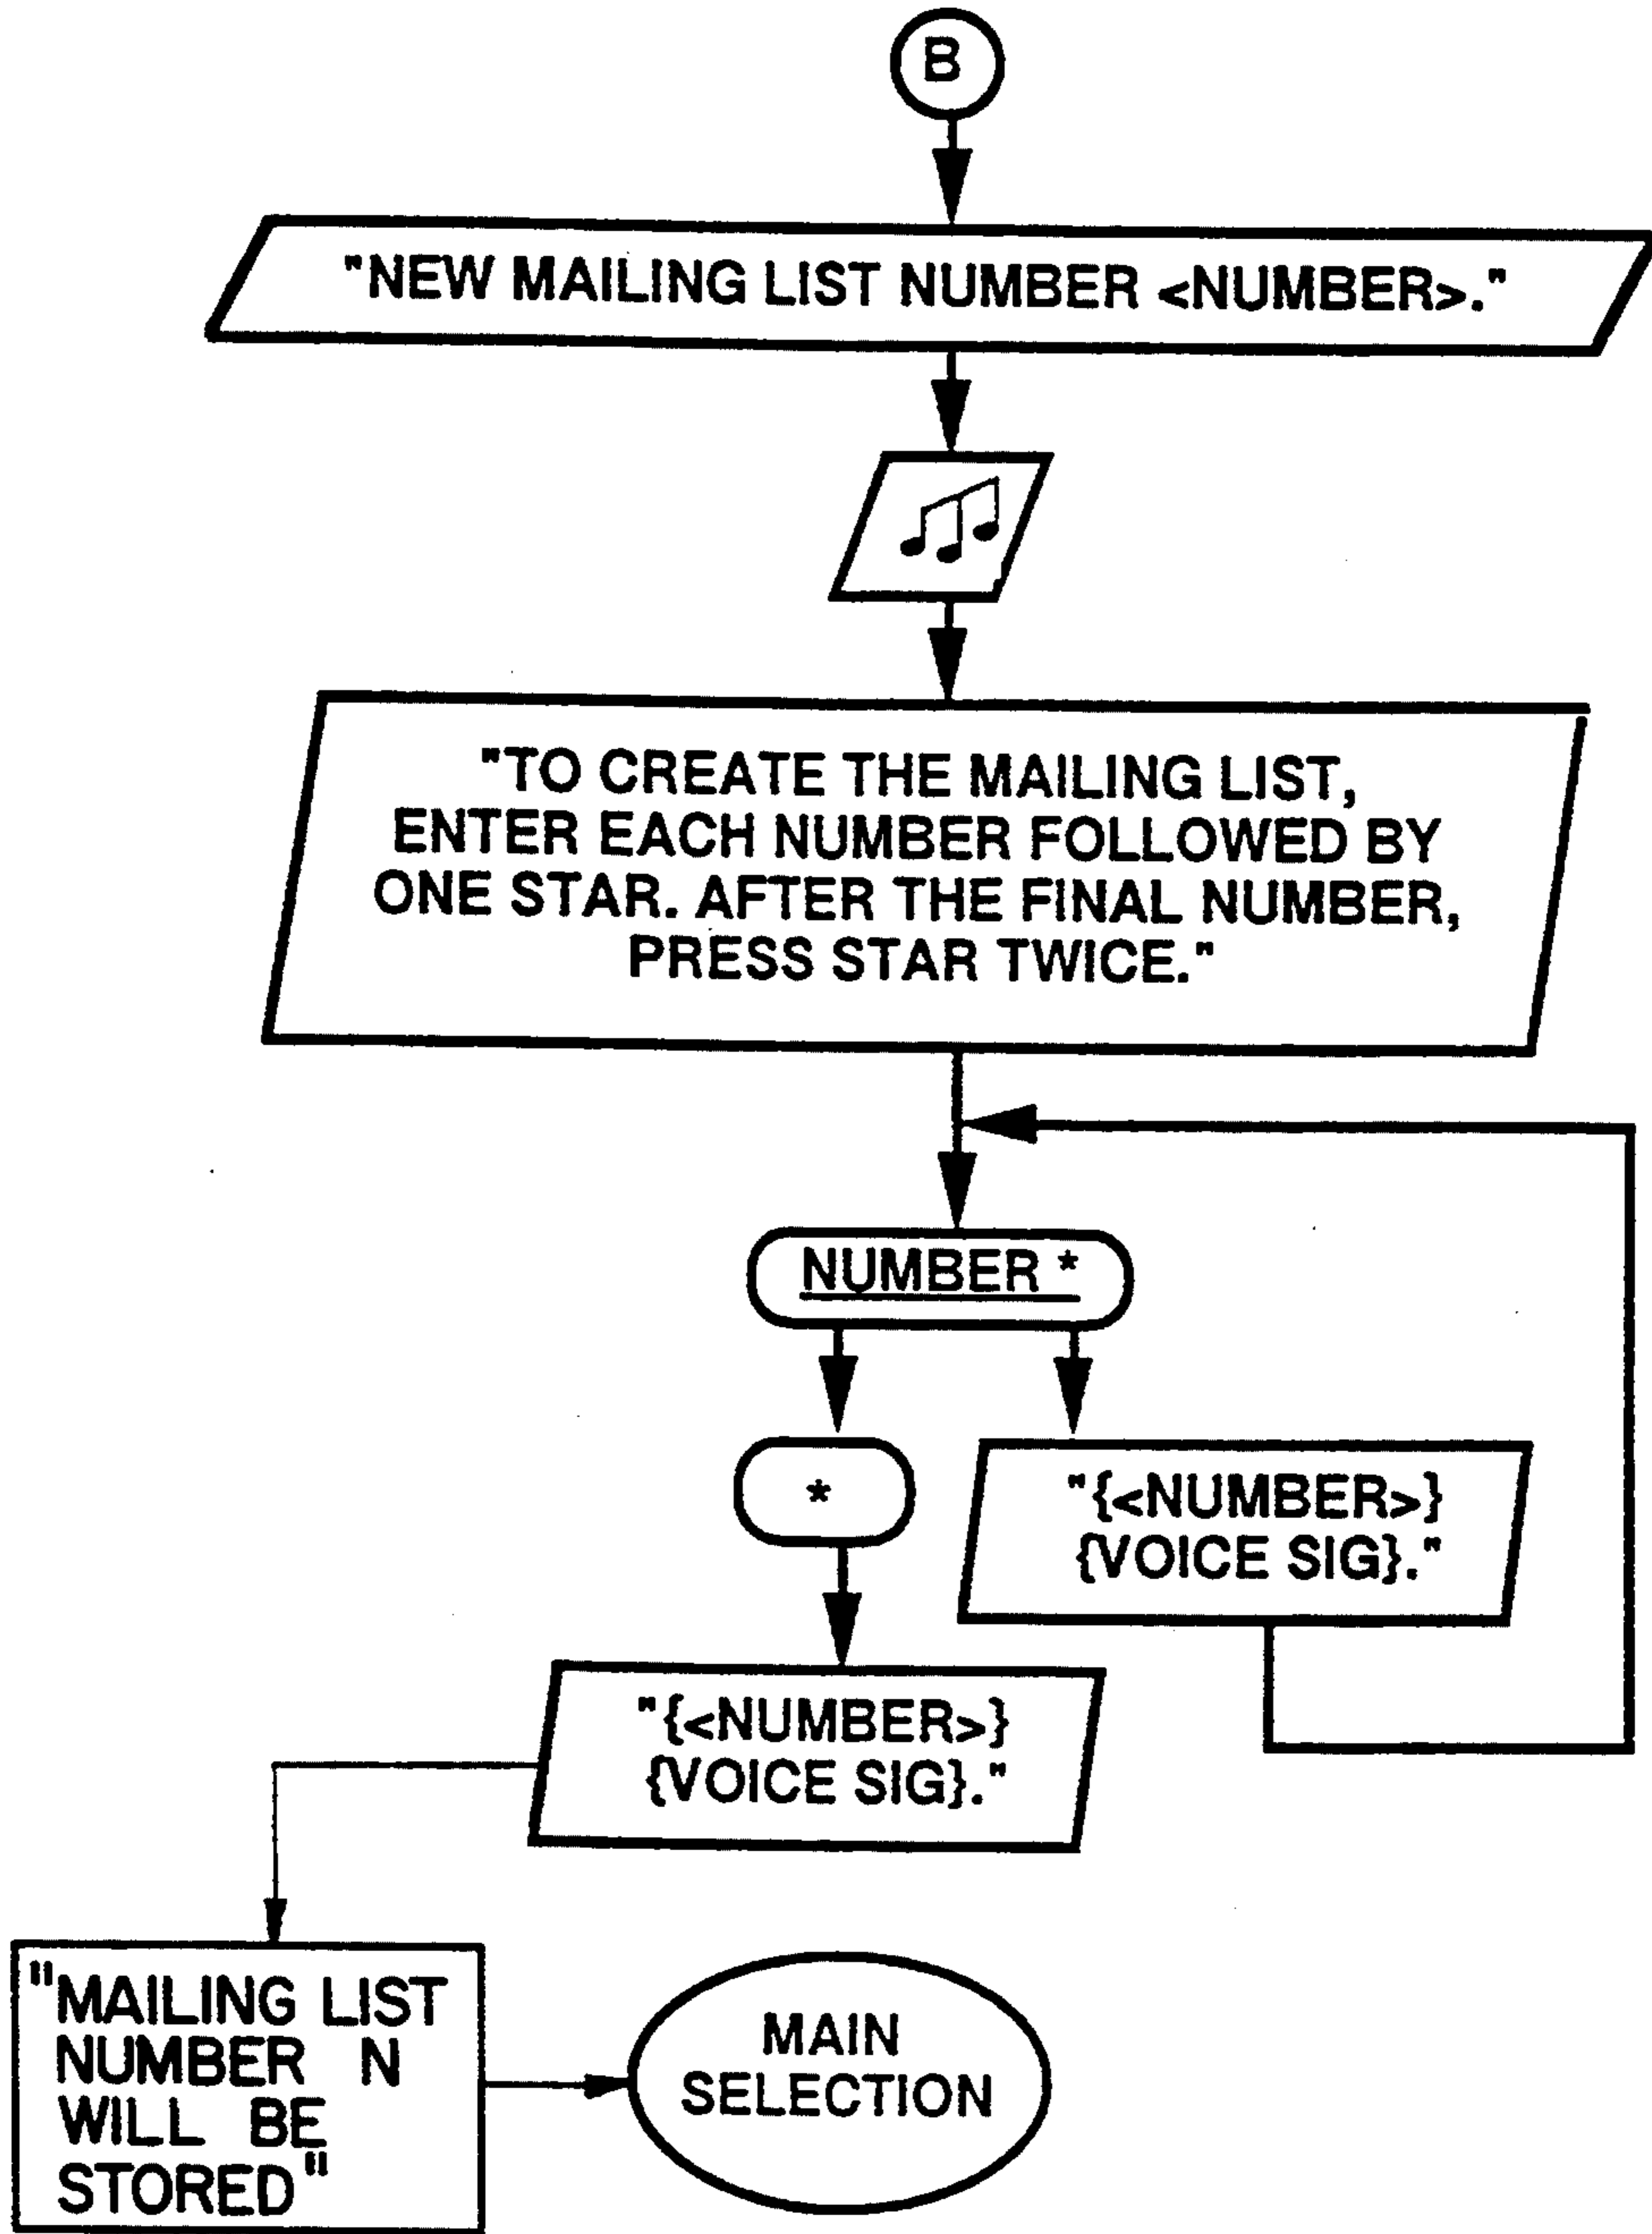 B
"NEW MAILING LIST NUMBER <NUMBER>."
"TO CREATE THE MAILING LIST,
ENTER EACH NUMBER FOLLOWED BY
ONE STAR. AFTER THE FINAL NUMBER,
PRESS STAR TWICE."
NUMBER *
*
"{<NUMBER>}
{VOICE SIG}."
"{<NUMBER>}
{VOICE SIG}."
"MAILING LIST
NUMBER N
WILL BE
STORED"
MAIN
SELECTION